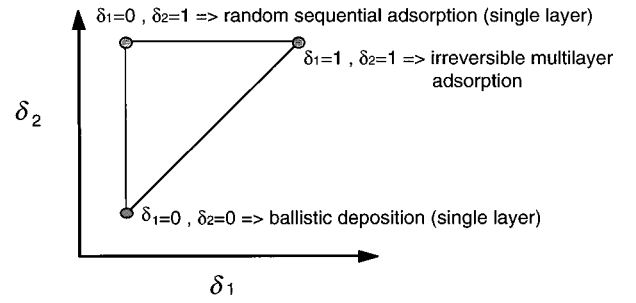 δ1=0 , δ2=1 => random sequential adsorption (single layer)
δ1=1 , δ2=1 => irreversible multilayer
adsorption
δ2
δ1=0 , δ2=0 => ballistic deposition (single layer)
δ1